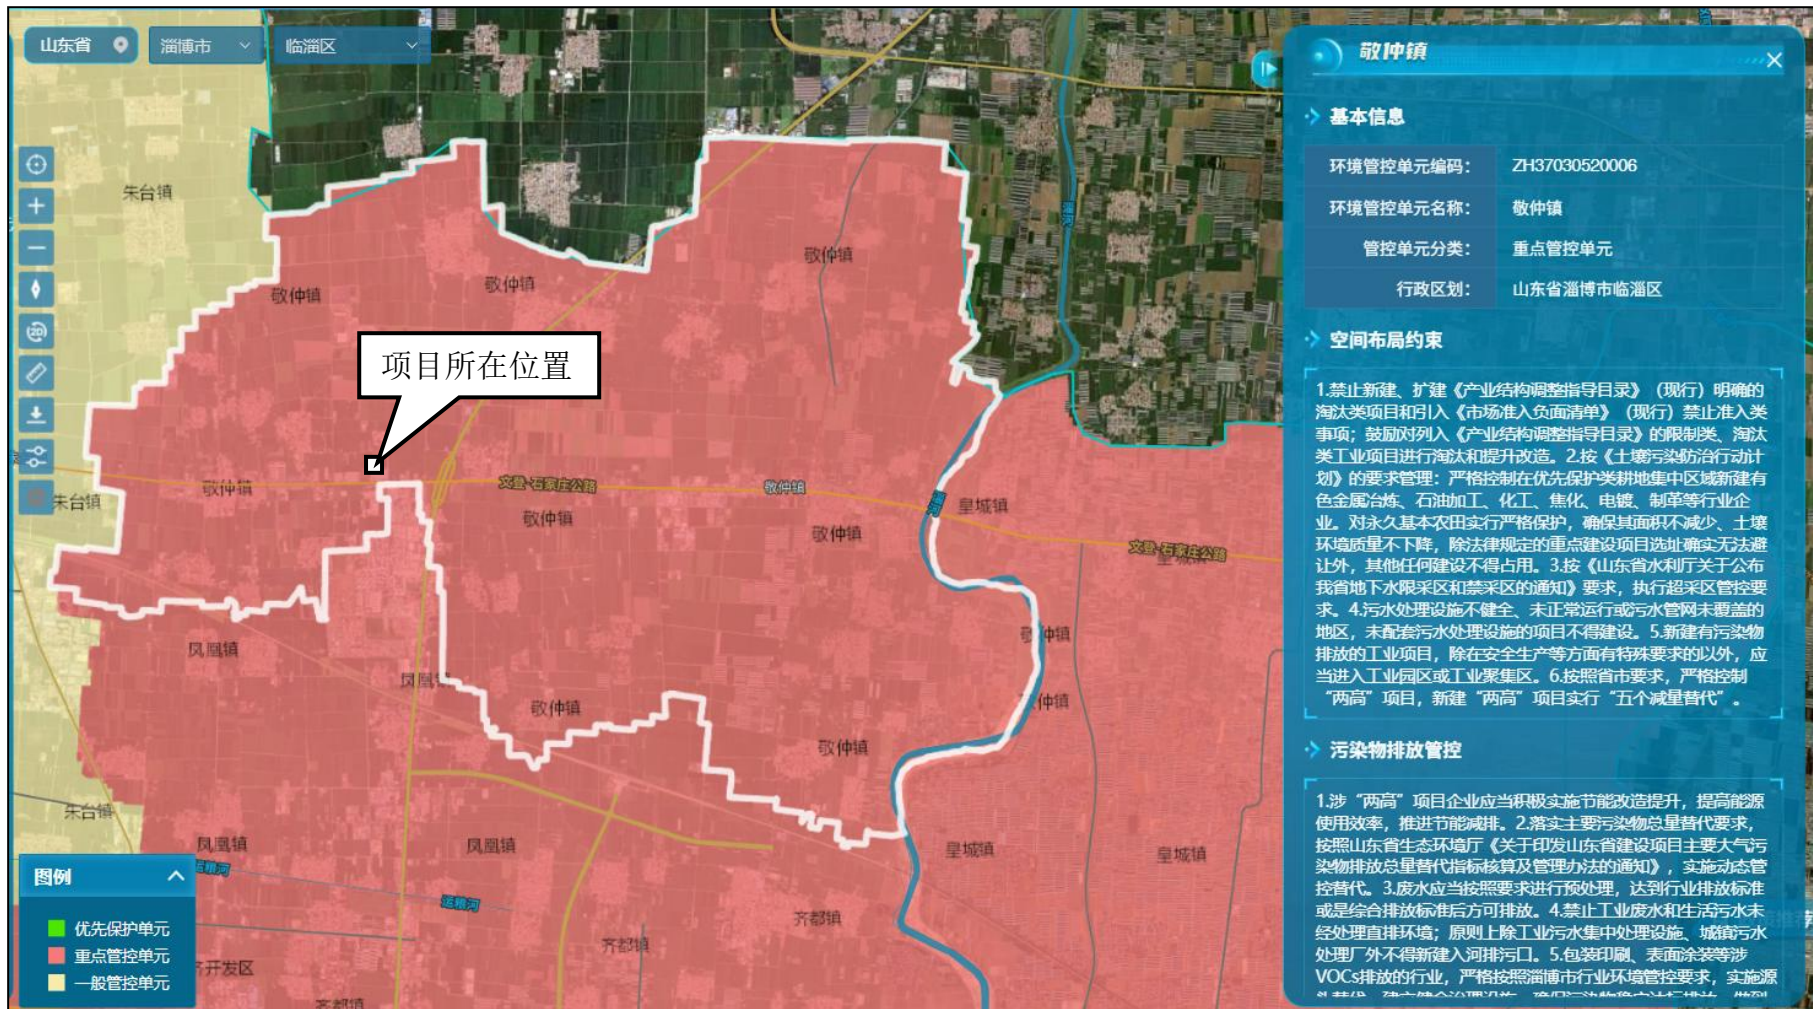 山东省
淄博市
临淄区
朱台镇
敬仲镇
敬仲镇
敬仲镇
项目所在位置
淄河
朱台镇
敬仲镇
文登-石家庄公路
敬仲镇
敬仲镇
敬仲镇
淄河
皇城镇
文登-石家庄公路
皇城镇
凤凰镇
凤凰镇
敬仲镇
敬仲镇
敬仲镇
仲镇
朱台镇
凤凰镇
凤凰镇
皇城镇
皇城镇
运粮河
运粮河
齐都镇
齐都镇
齐开发区
齐都镇
2D
图例
优先保护单元
重点管控单元
一般管控单元
敬仲镇
基本信息
环境管控单元编码： ZH37030520006
环境管控单元名称： 敬仲镇
管控单元分类： 重点管控单元
行政区划： 山东省淄博市临淄区
空间布局约束
1.禁止新建、扩建《产业结构调整指导目录》（现行）明确的
淘汰类项目和引入《市场准入负面清单》（现行）禁止准入类
事项；鼓励对列入《产业结构调整指导目录》的限制类、淘汰
类工业项目进行淘汰和提升改造。2.按《土壤污染防治行动计
划》的要求管理：严格控制在优先保护类耕地集中区域新建有
色金属冶炼、石油加工、化工、焦化、电镀、制革等行业企
业。对永久基本农田实行严格保护，确保其面积不减少、土壤
环境质量不下降，除法律规定的重点建设项目选址确实无法避
让外，其他任何建设不得占用。3.按《山东省水利厅关于公布
我省地下水限采区和禁采区的通知》要求，执行超采区管控要
求。4.污水处理设施不健全、未正常运行或污水管网未覆盖的
地区，未配套污水处理设施的项目不得建设。5.新建有污染物
排放的工业项目，除在安全生产等方面有特殊要求的以外，应
当进入工业园区或工业聚集区。6.按照省市要求，严格控制
“两高”项目，新建“两高”项目实行“五个减量替代”。
污染物排放管控
1.涉“两高”项目企业应当积极实施节能改造提升，提高能源
使用效率，推进节能减排。2.落实主要污染物总量替代要求，
按照山东省生态环境厅《关于印发山东省建设项目主要大气污
染物排放总量替代指标核算及管理办法的通知》，实施动态管
控替代。3.废水应当按照要求进行预处理，达到行业排放标准
或是综合排放标准后方可排放。4.禁止工业废水和生活污水未
经处理直排环境；原则上除工业污水集中处理设施、城镇污水
处理厂外不得新建入河排污口。5.包装印刷、表面涂装等涉
VOCs排放的行业，严格按照淄博市行业环境管控要求，实施源